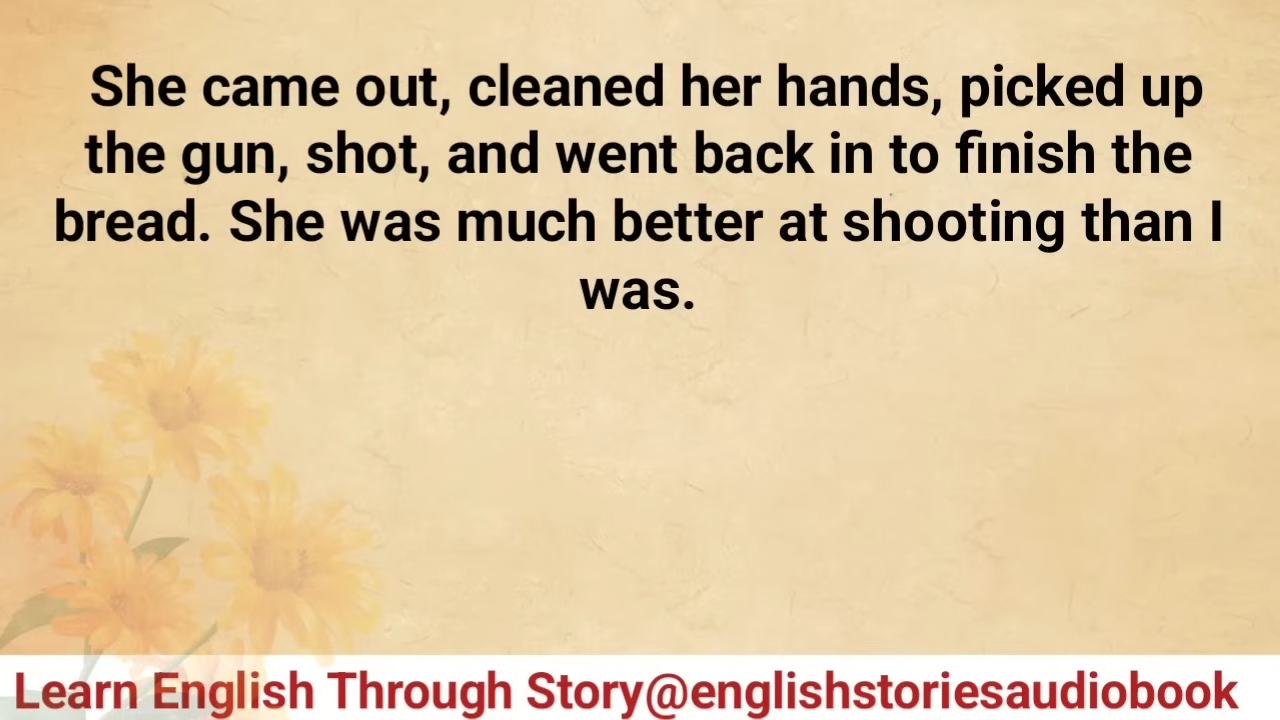 She came out, cleaned her hands, picked up
the gun, shot, and went back in to finish the
bread. She was much better at shooting than I
was.
Learn English Through Story@englishstoriesaudiobook